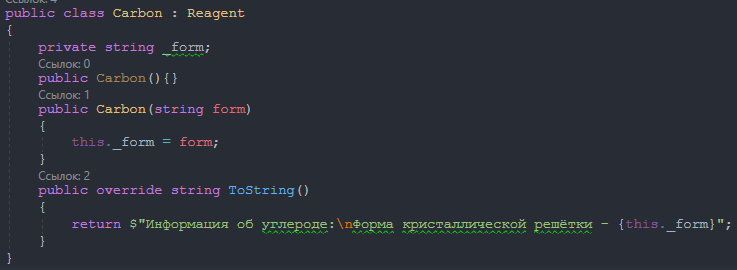 Ссылок: 4
public class Carbon : Reagent
{
private string _form;
Ссылок: 0
public Carbon(){}
Ссылок: 1
public Carbon(string form)
{
this._form = form;
}
Ссылок: 2
public override string ToString()
{
return $"Информация об углероде:\nФорма кристаллической решётки - {this._form}";
}
}